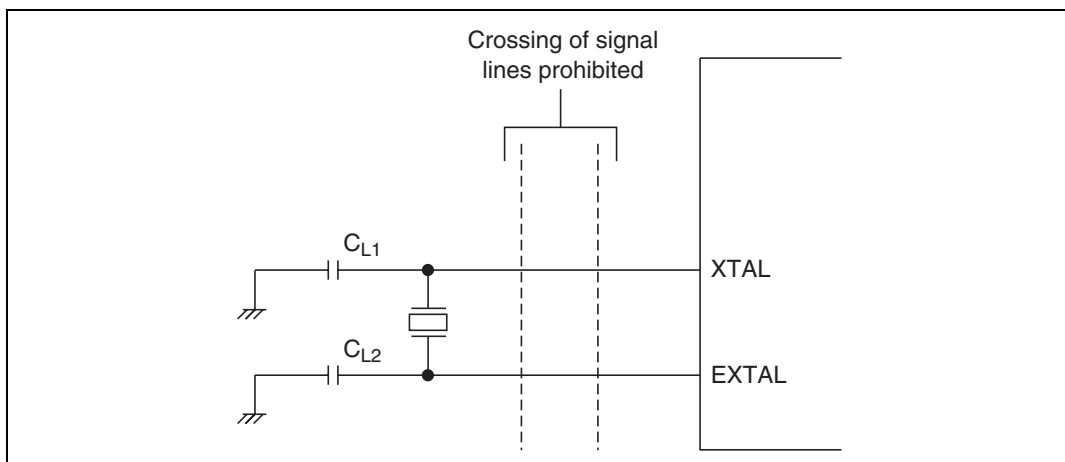 Crossing of signal
lines prohibited
CL1
XTAL
CL2
EXTAL